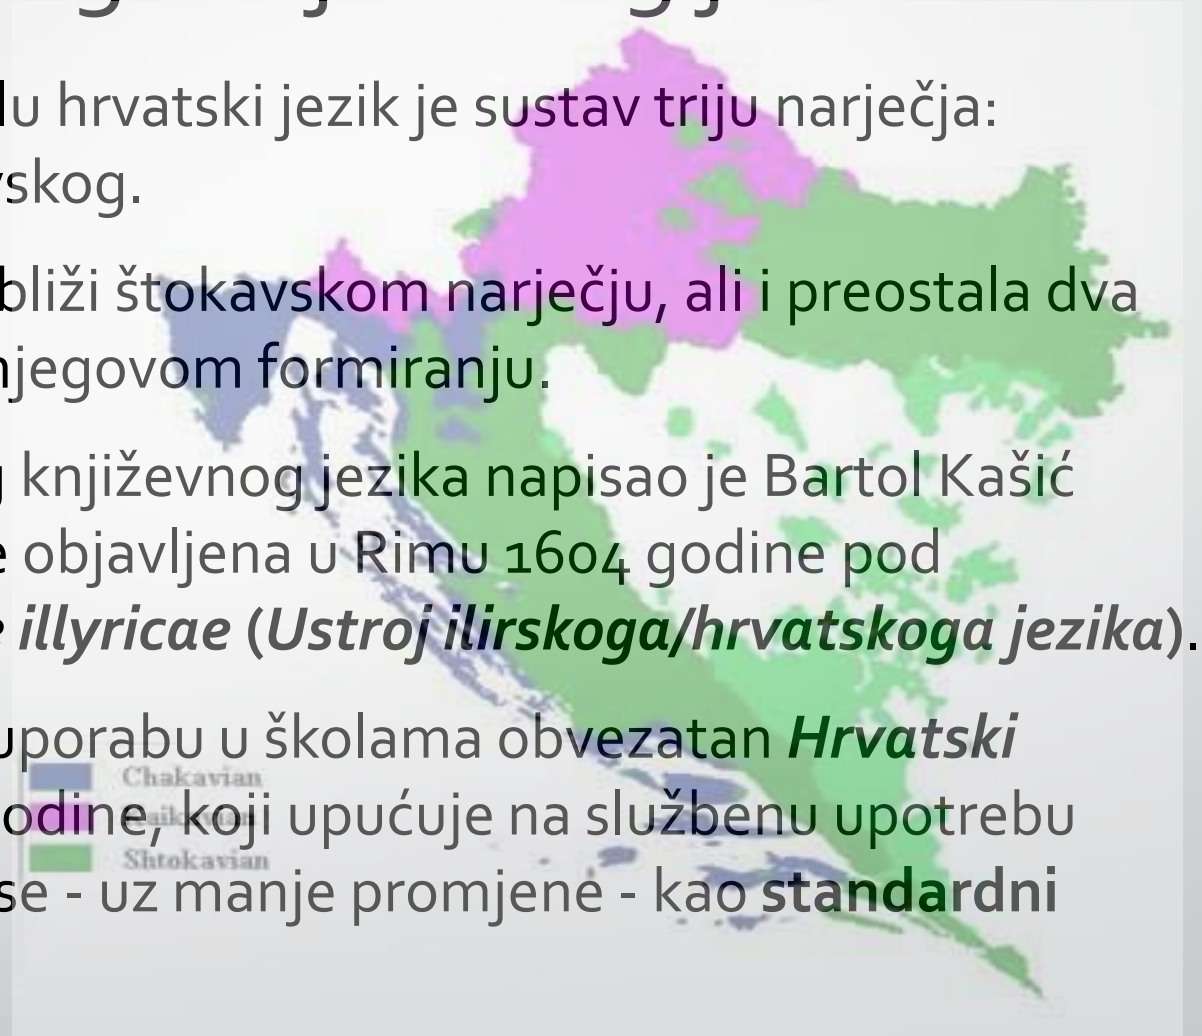 lu hrvatski jezik je sustav triju narječja:
vskog.
bliži štokavskom narječju, ali i preostala dva
njegovom formiranju.
književnog jezika napisao je Bartol Kašić
e objavljena u Rimu 1604 godine pod
e illyricae (Ustroj ilirskoga/hrvatskoga jezika).
uporabu u školama obvezatan Hrvatski
Chakavian
odine, koji upućuje na službenu upotrebu
Kaikavian
Shtokavian
se - uz manje promjene - kao standardni